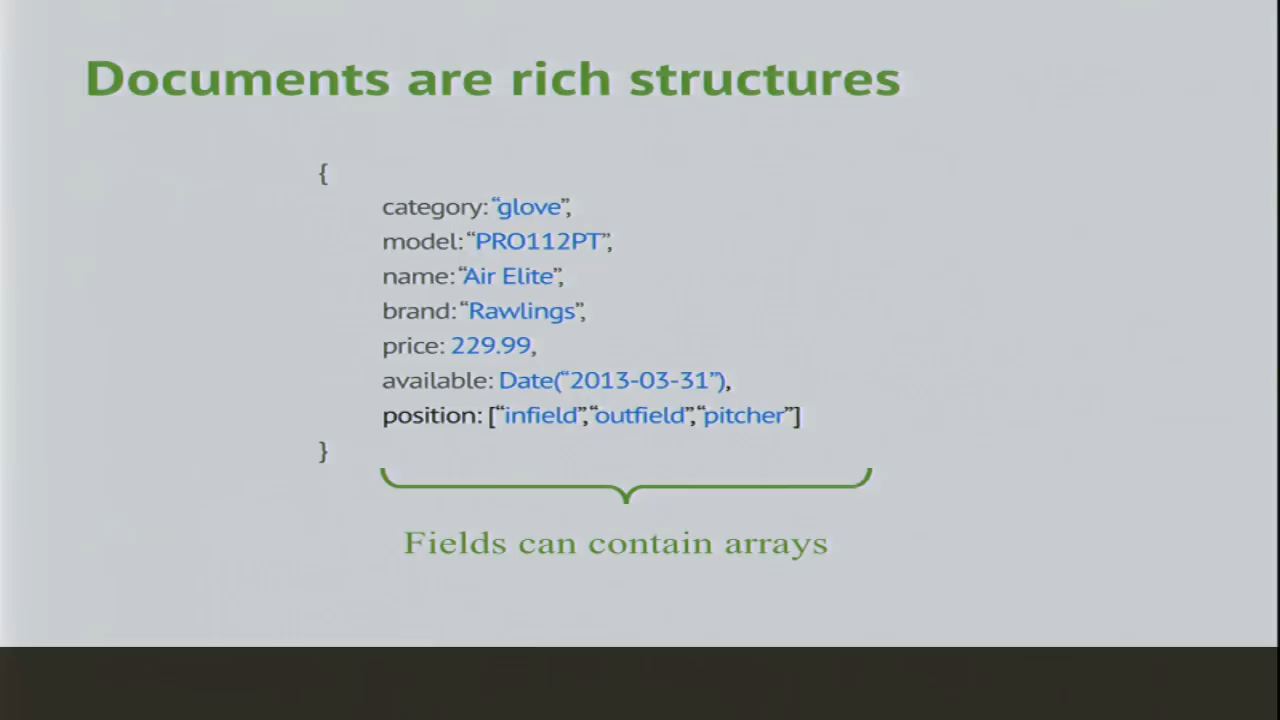 Documents are rich structures
{
category: “glove”,
model: “PRO112PT”,
name: “Air Elite”,
brand: “Rawlings”,
price: 229.99,
available: Date(“2013-03-31”),
position: [“infield”,“outfield”,“pitcher”]
}
Fields can contain arrays